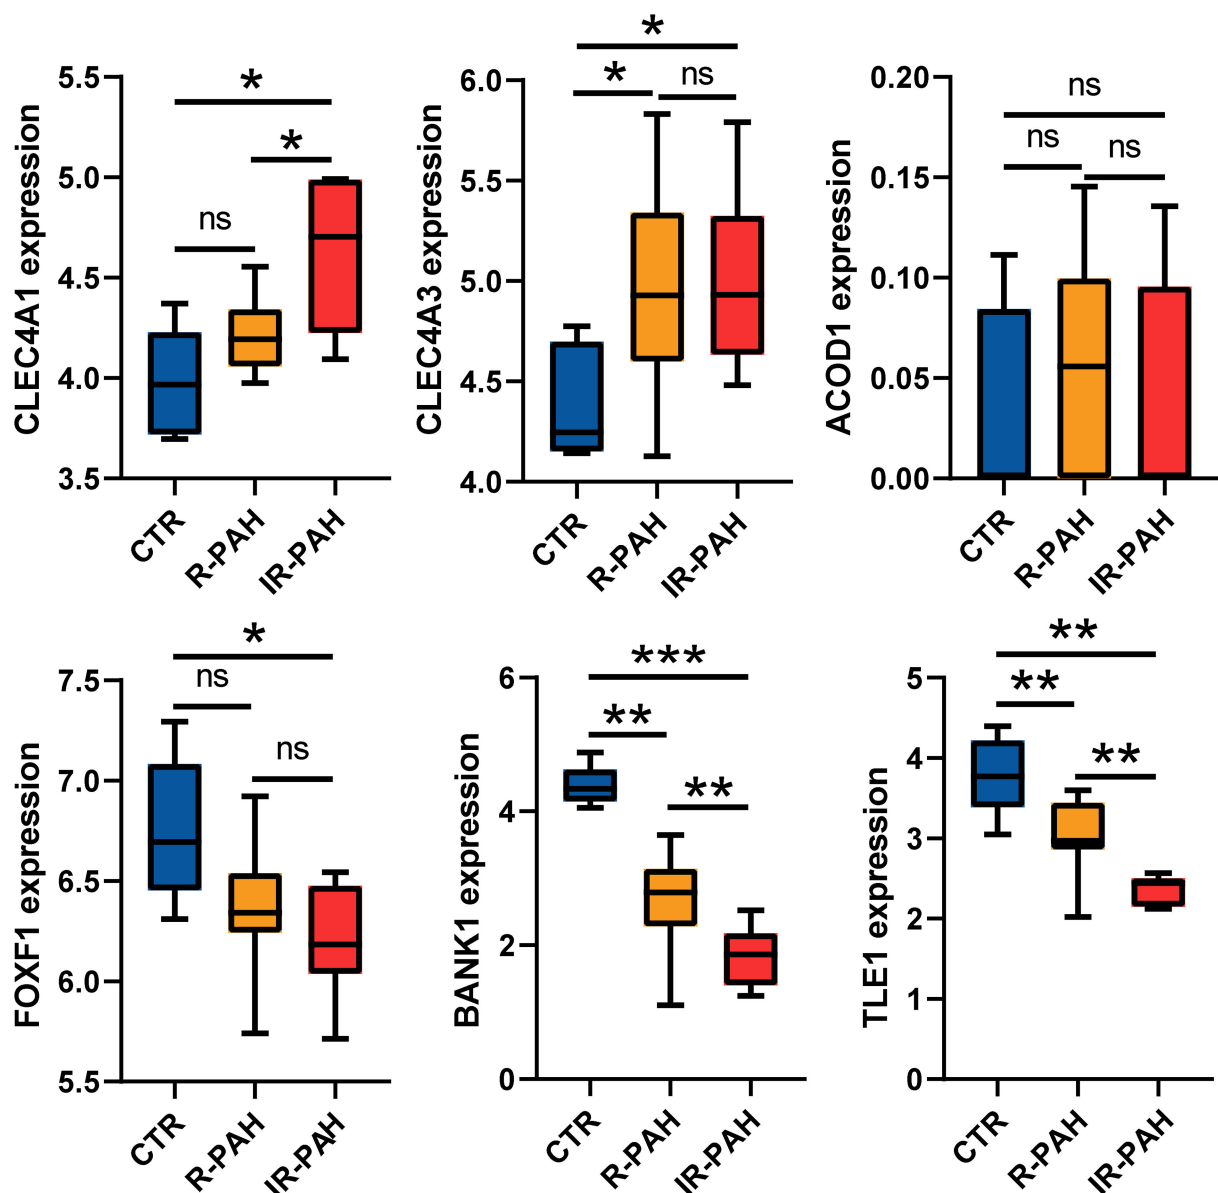 CLEC4A1 expression
5.5
5.0
4.5
4.0
3.5
*
*
ns
CTR
R-PAH
IR-PAH
CLEC4A3 expression
6.0
5.5
5.0
4.5
4.0
*
*
ns
CTR
R-PAH
IR-PAH
ACOD1 expression
0.20
0.15
0.10
0.05
0.00
ns
ns
ns
CTR
R-PAH
IR-PAH
FOXF1 expression
7.5
7.0
6.5
6.0
5.5
*
ns
ns
CTR
R-PAH
IR-PAH
BANK1 expression
6
4
2
0
***
**
**
CTR
R-PAH
IR-PAH
TLE1 expression
5
4
3
2
1
0
**
**
**
CTR
R-PAH
IR-PAH